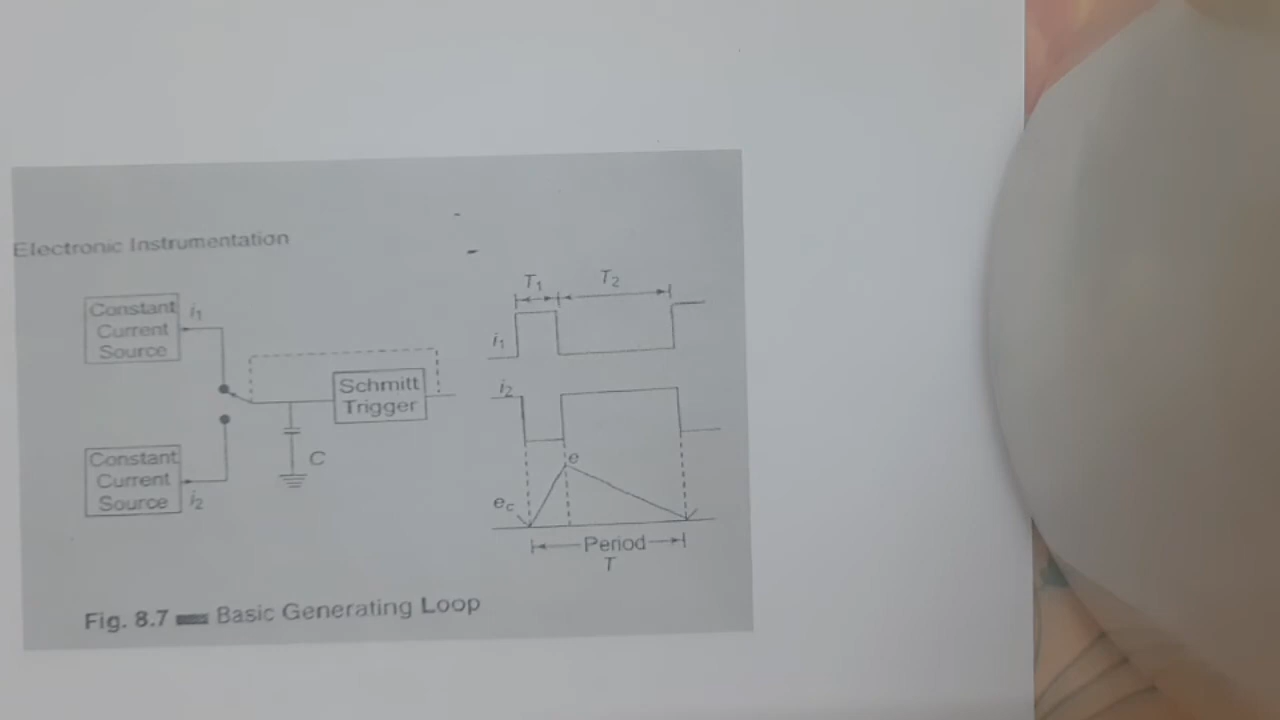 Electronic Instrumentation
Constant
Current
Source
i1
Constant
Current
Source
i2
Schmitt
Trigger
C
T1
T2
i1
i2
e
ec
Period
T
Fig. 8.7 Basic Generating Loop